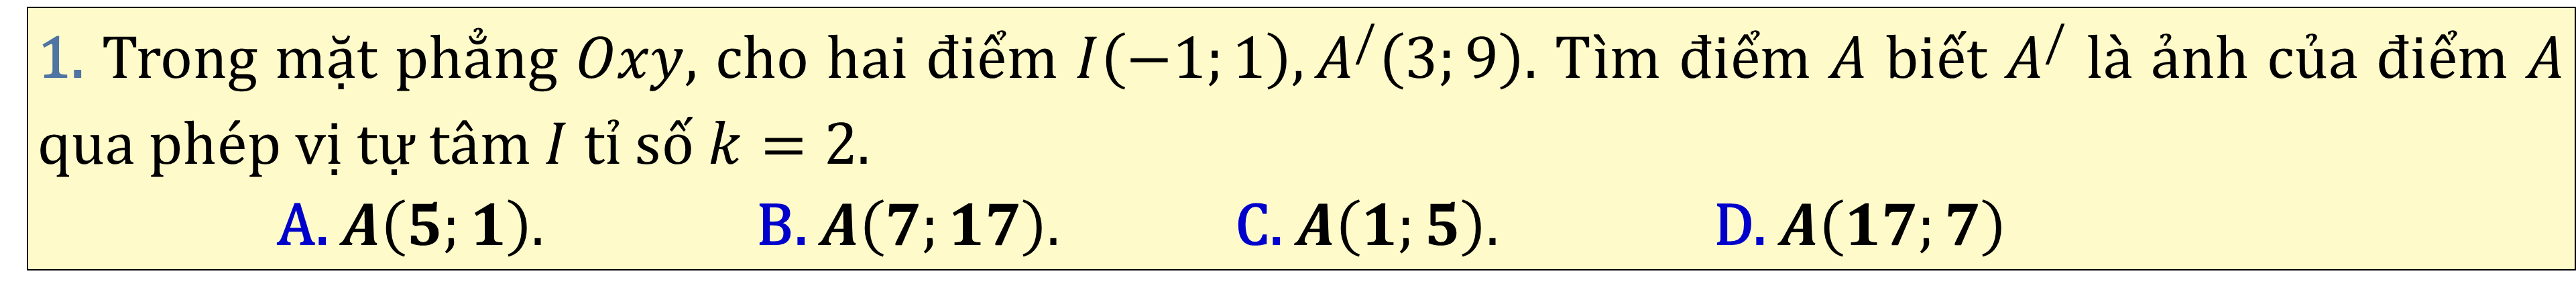 1. Trong mặt phẳng Oxy, cho hai điểm I(−1; 1), A/(3; 9). Tìm điểm A biết A/ là ảnh của điểm A
qua phép vị tự tâm I tỉ số k = 2.
A. A(5; 1). B. A(7; 17). C. A(1; 5). D. A(17; 7)